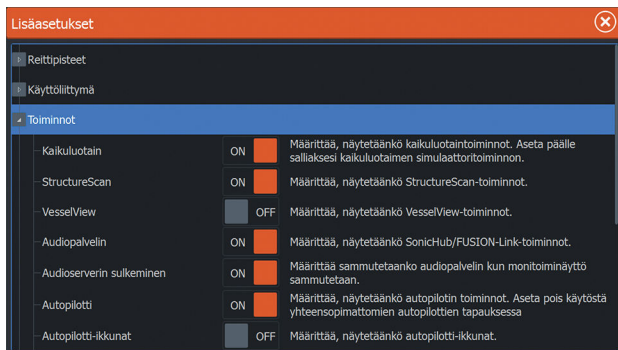 Lisäasetukset
Reittipisteet
Käyttöliittymä
Toiminnot
Kaikuluotain ON Määrittää, näytetäänkö kaikuluotaintoiminnot. Aseta päälle
salliaksesi kaikuluotaimen simulaattoritoiminnon.
StructureScan ON Määrittää, näytetäänkö StructureScan-toiminnot.
VesselView OFF Määrittää, näytetäänkö VesselView-toiminnot.
Audiopalvelin ON Määrittää, näytetäänkö SonicHub/FUSION-Link-toiminnot.
Audioserverin sulkeminen ON Määrittää sammutetaanko audiopalvelin kun monitoiminäyttö
sammutetaan.
Autopilotti ON Määrittää, näytetäänkö autopilotin toiminnot. Aseta pois käytöstä
yhteensopimattomien autopilottien tapauksessa
Autopilotti-ikkunat OFF Määrittää, näytetäänkö autopilotti-ikkunat.